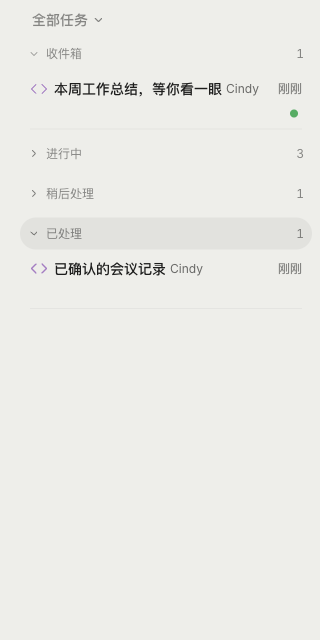 全部任务
收件箱 1
本周工作总结，等你看一眼 Cindy 刚刚
进行中 3
稍后处理 1
已处理 1
已确认的会议记录 Cindy 刚刚